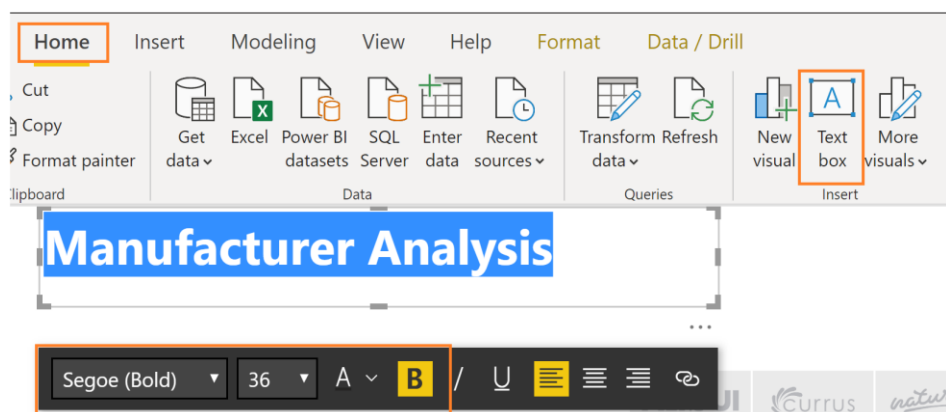 Home Insert Modeling View Help Format Data / Drill
Cut
Copy
Format painter
Clipboard
Get data
Excel
Power BI datasets
SQL Server
Enter data
Recent sources
Data
Transform data
Refresh
Queries
New visual
Text box
More visuals
Insert
Manufacturer Analysis
Segoe (Bold) 36 A B I U
Currus
natu